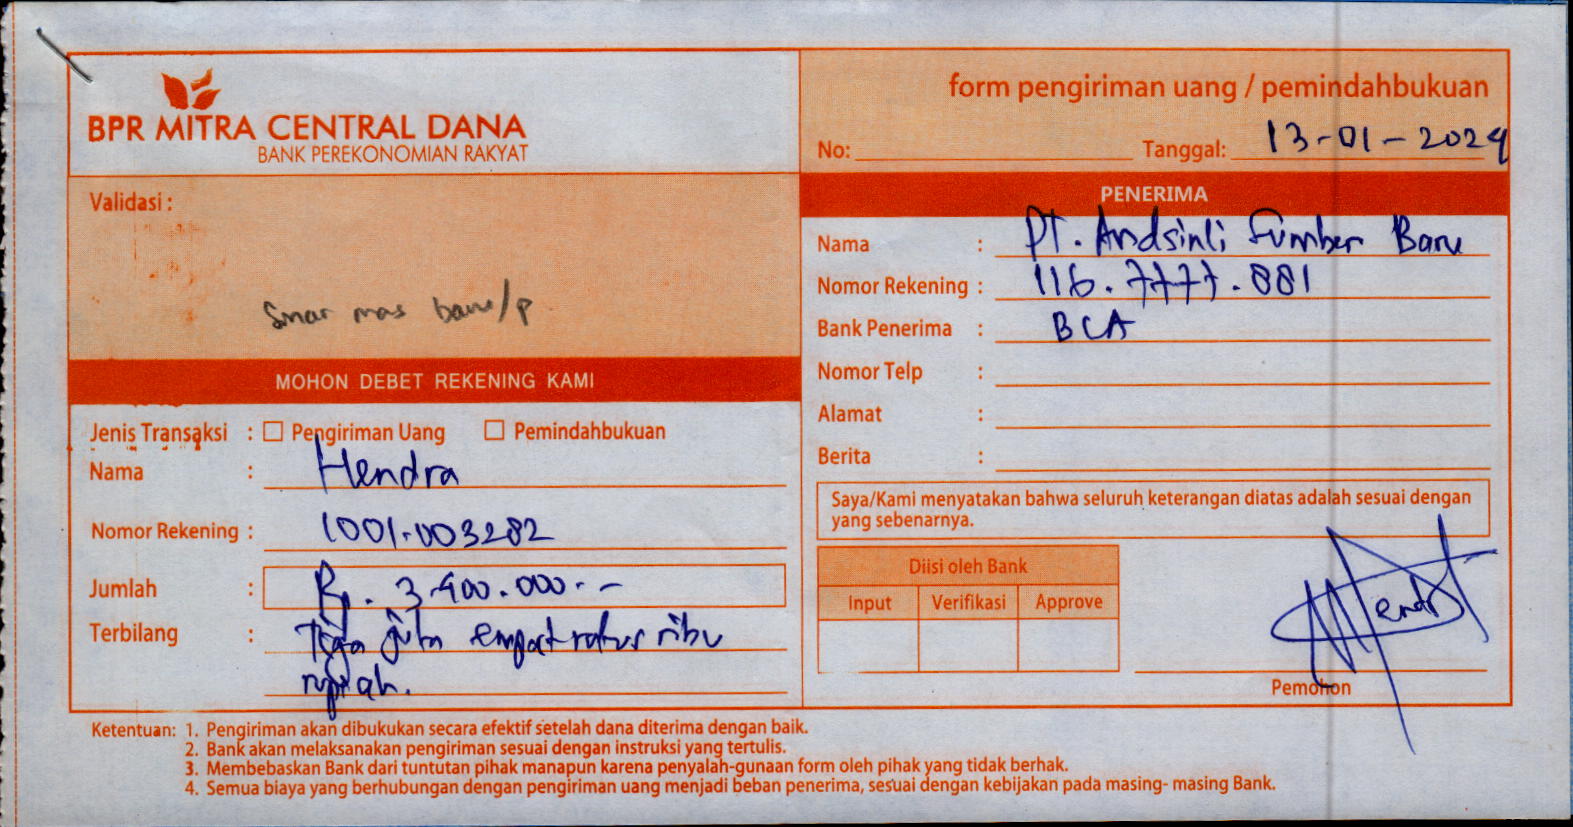 BPR MITRA CENTRAL DANA
BANK PEREKONOMIAN RAKYAT
form pengiriman uang / pemindahbukuan
No:
Tanggal: 13-01-2024
Validasi :
mas baru/p
MOHON DEBET REKENING KAMI
Jenis Transaksi : Pengiriman Uang Pemindahbukuan
Nama : Hendra
Nomor Rekening : 1001-003282
Jumlah : Rp. 3.400.000.-
Terbilang : Tiga juta empat ratus ribu
rupiah.
PENERIMA
Nama : PT. Andsinli Sumber Baru
Nomor Rekening : 116.7777.881
Bank Penerima : BCA
Nomor Telp :
Alamat :
Berita :
Saya/Kami menyatakan bahwa seluruh keterangan diatas adalah sesuai dengan
yang sebenarnya.
Diisi oleh Bank
Input Verifikasi Approve
Pemohon
Ketentuan: 1. Pengiriman akan dibukukan secara efektif setelah dana diterima dengan baik.
2. Bank akan melaksanakan pengiriman sesuai dengan instruksi yang tertulis.
3. Membebaskan Bank dari tuntutan pihak manapun karena penyalah-gunaan form oleh pihak yang tidak berhak.
4. Semua biaya yang berhubungan dengan pengiriman uang menjadi beban penerima, sesuai dengan kebijakan pada masing- masing Bank.